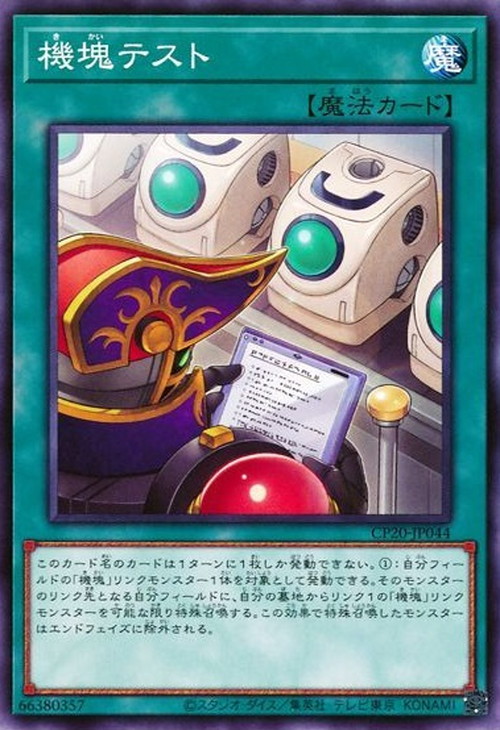 機塊テスト
魔
【魔法カード】
CP20-JP044
このカード名のカードは1ターンに1枚しか発動できない。①:自分フィー
ルドの「機塊」リンクモンスター1体を対象として発動できる。そのモンスター
のリンク先となる自分フィールドに、自分の墓地からリンク1の「機塊」リンク
モンスターを可能な限り特殊召喚する。この効果で特殊召喚したモンスター
はエンドフェイズに除外される。
66380357
©スタジオ・ダイス/集英社 テレビ東京 KONAMI